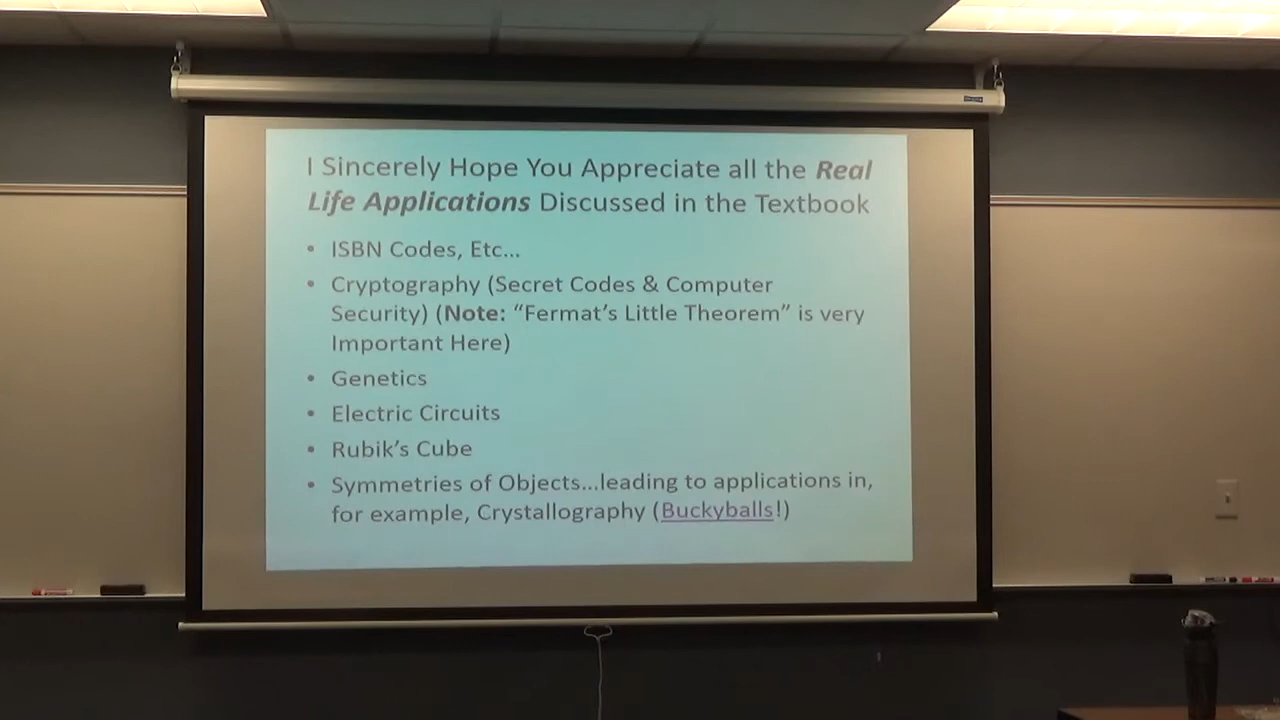 I Sincerely Hope You Appreciate all the Real
Life Applications Discussed in the Textbook
• ISBN Codes, Etc...
• Cryptography (Secret Codes & Computer
Security) (Note: “Fermat’s Little Theorem” is very
Important Here)
• Genetics
• Electric Circuits
• Rubik’s Cube
• Symmetries of Objects...leading to applications in,
for example, Crystallography (Buckyballs!)